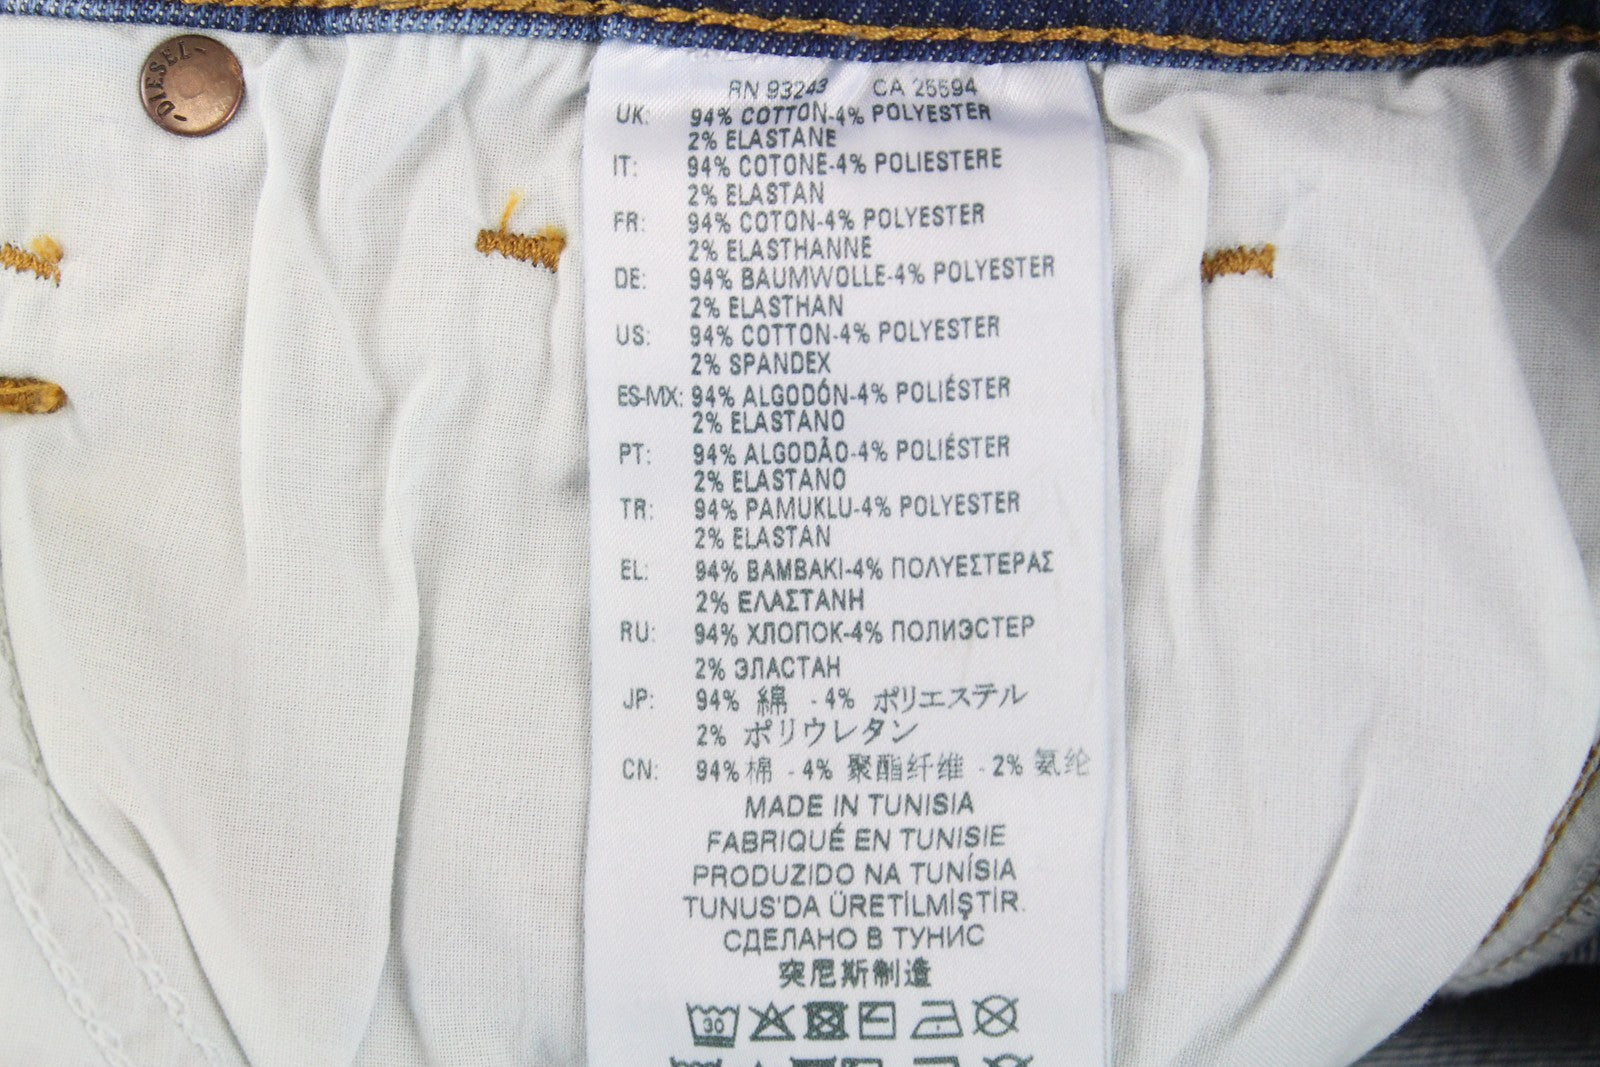 DIESEL
RN 93243 CA 25594
UK: 94% COTTON-4% POLYESTER
2% ELASTANE
IT: 94% COTONE-4% POLIESTERE
2% ELASTAN
FR: 94% COTON-4% POLYESTER
2% ELASTHANNE
DE: 94% BAUMWOLLE-4% POLYESTER
2% ELASTHAN
US: 94% COTTON-4% POLYESTER
2% SPANDEX
ES-MX: 94% ALGODÓN-4% POLIÉSTER
2% ELASTANO
PT: 94% ALGODÃO-4% POLIÉSTER
2% ELASTANO
TR: 94% PAMUKLU-4% POLYESTER
2% ELASTAN
EL: 94% ΒΑΜΒΑΚΙ-4% ΠΟΛΥΕΣΤΕΡΑΣ
2% ΕΛΑΣΤΑΝΗ
RU: 94% ХЛОПОК-4% ПОЛИЭСТЕР
2% ЭЛАСТАН
JP: 94% 綿 - 4% ポリエステル
2% ポリウレタン
CN: 94% 棉 - 4% 聚酯纤维 - 2% 氨纶
MADE IN TUNISIA
FABRIQUÉ EN TUNISIE
PRODUZIDO NA TUNÍSIA
TUNUS'DA ÜRETİLMİŞTİR.
СДЕЛАНО В ТУНИС
突尼斯制造
30